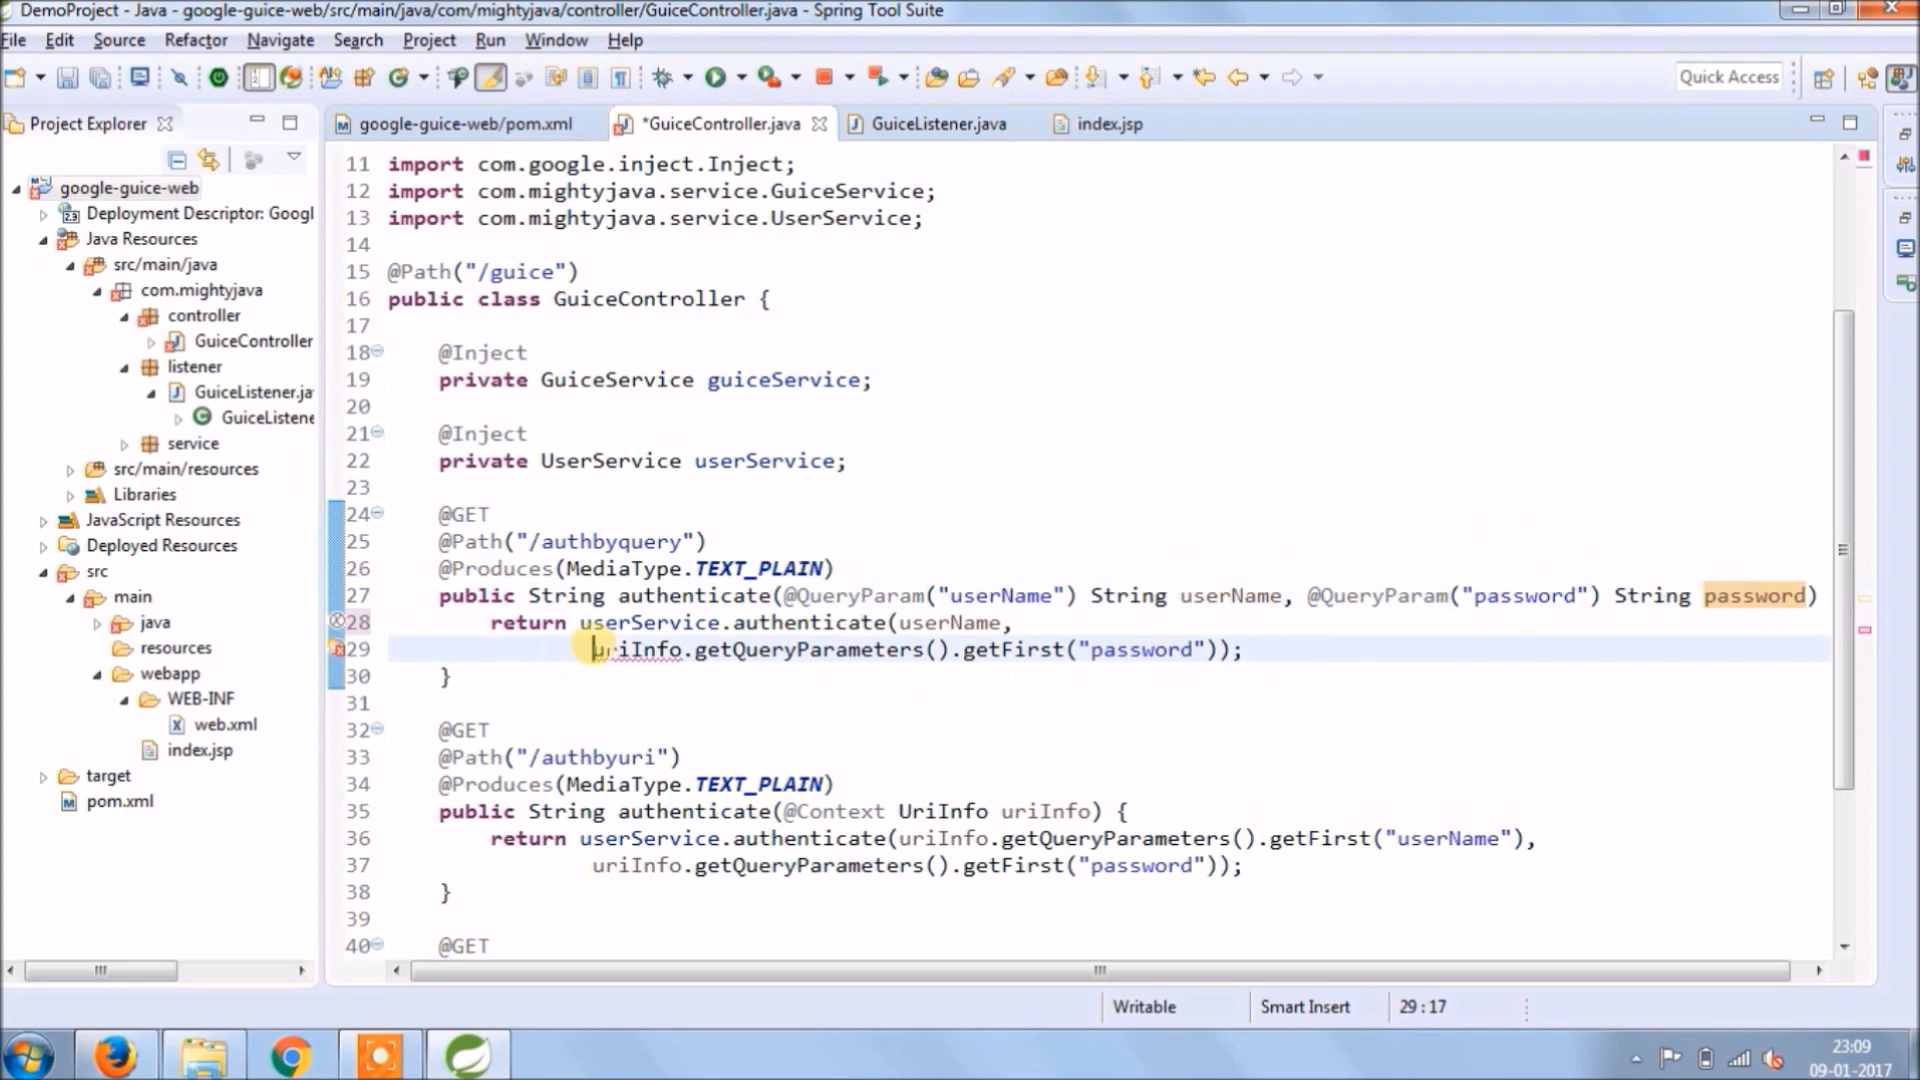 DemoProject - Java - google-guice-web/src/main/java/com/mightyjava/controller/GuiceController.java - Spring Tool Suite
File Edit Source Refactor Navigate Search Project Run Window Help
Quick Access
Project Explorer
google-guice-web/pom.xml
*GuiceController.java
GuiceListener.java
index.jsp
google-guice-web
Deployment Descriptor: Googl
Java Resources
src/main/java
com.mightyjava
controller
GuiceController
listener
GuiceListener.ja
GuiceListene
service
src/main/resources
Libraries
JavaScript Resources
Deployed Resources
src
main
java
resources
webapp
WEB-INF
web.xml
index.jsp
target
pom.xml
11 import com.google.inject.Inject;
12 import com.mightyjava.service.GuiceService;
13 import com.mightyjava.service.UserService;
14
15 @Path("/guice")
16 public class GuiceController {
17
18 @Inject
19 private GuiceService guiceService;
20
21 @Inject
22 private UserService userService;
23
24 @GET
25 @Path("/authbyquery")
26 @Produces(MediaType.TEXT_PLAIN)
27 public String authenticate(@QueryParam("userName") String userName, @QueryParam("password") String password)
28 return userService.authenticate(userName,
29 uriInfo.getQueryParameters().getFirst("password"));
30 }
31
32 @GET
33 @Path("/authbyuri")
34 @Produces(MediaType.TEXT_PLAIN)
35 public String authenticate(@Context UriInfo uriInfo) {
36 return userService.authenticate(uriInfo.getQueryParameters().getFirst("userName"),
37 uriInfo.getQueryParameters().getFirst("password"));
38 }
39
40 @GET
Writable
Smart Insert
29 : 17
23:09
09-01-2017